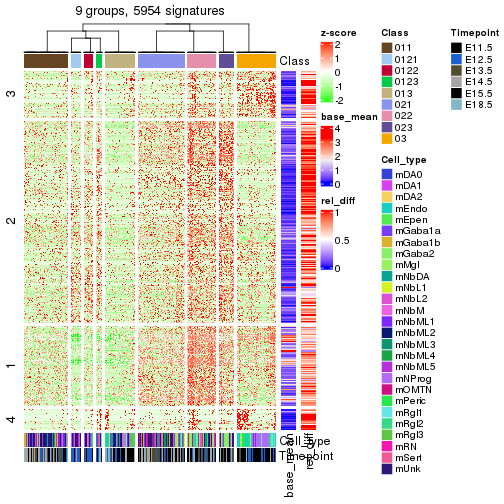 9 groups, 5954 signatures
Class
3
2
1
4
Cell_type
Timepoint
base_mean
rel_diff
z-score
2
1
0
-1
-2
base_mean
4
3
2
1
0
rel_diff
1
0.5
0
Class
011
0121
0122
0123
013
021
022
023
03
Timepoint
E11.5
E12.5
E13.5
E14.5
E15.5
E18.5
Cell_type
mDA0
mDA1
mDA2
mEndo
mEpen
mGaba1a
mGaba1b
mGaba2
mMgl
mNbDA
mNbL1
mNbL2
mNbM
mNbML1
mNbML2
mNbML3
mNbML4
mNbML5
mNProg
mOMTN
mPeric
mRgl1
mRgl2
mRgl3
mRN
mSert
mUnk